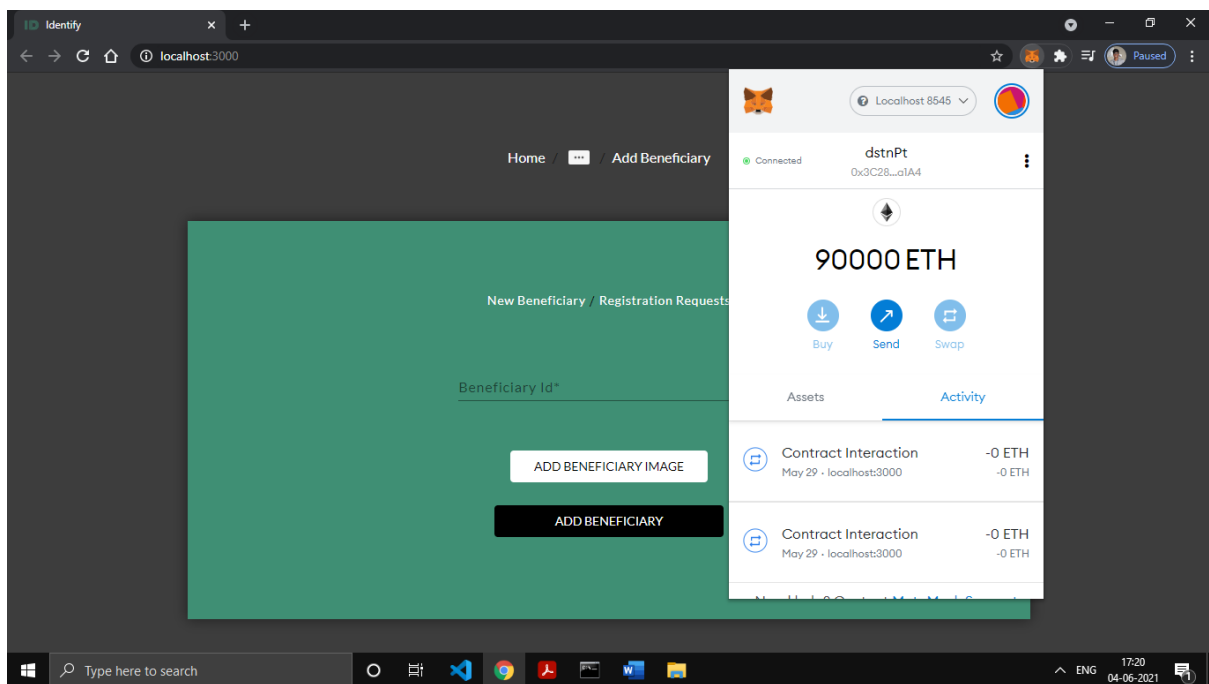 ID Identify
localhost:3000
Paused
Localhost 8545
Home / ... / Add Beneficiary
Connected
dstnPt
0x3C28...a1A4
90000 ETH
New Beneficiary / Registration Requests
Buy Send Swap
Beneficiary Id*
Assets Activity
ADD BENEFICIARY IMAGE
Contract Interaction -0 ETH
May 29 · localhost:3000 -0 ETH
ADD BENEFICIARY
Contract Interaction -0 ETH
May 29 · localhost:3000 -0 ETH
Type here to search
ENG
17:20
04-06-2021
1